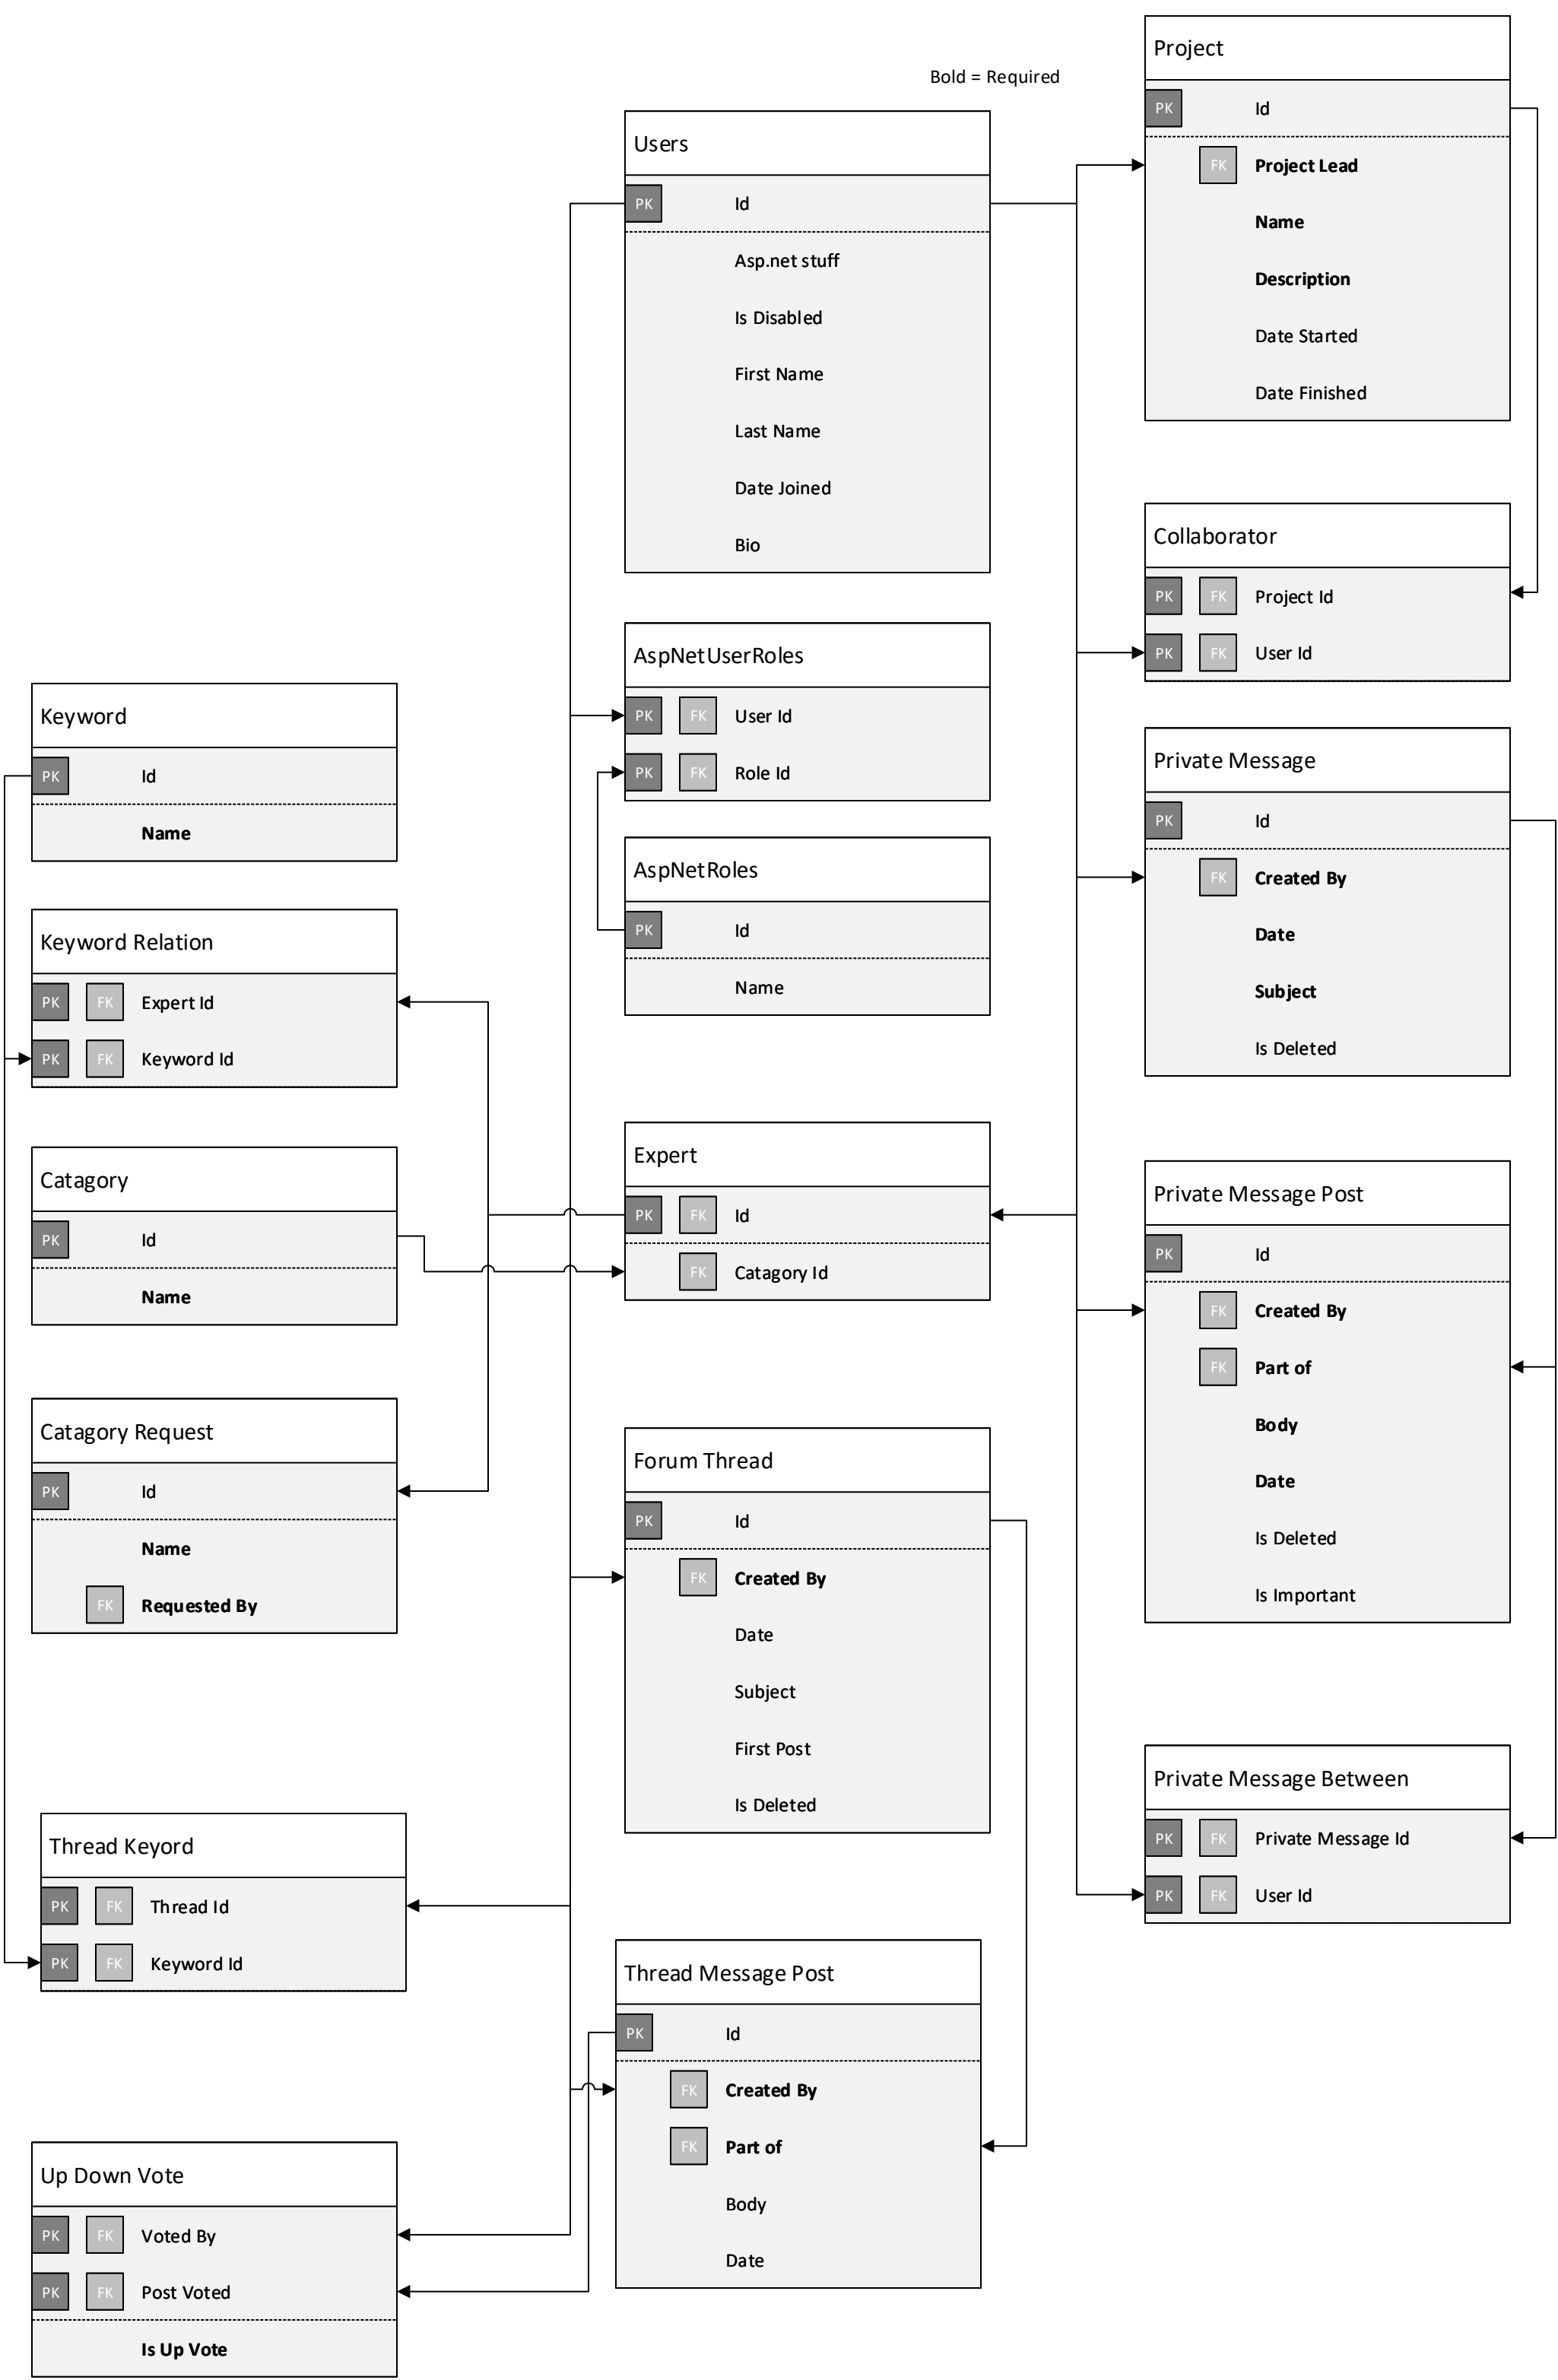 Bold = Required
Project
PK Id
FK Project Lead
Name
Description
Date Started
Date Finished
Users
PK Id
Asp.net stuff
Is Disabled
First Name
Last Name
Date Joined
Bio
Collaborator
PK FK Project Id
PK FK User Id
AspNetUserRoles
PK FK User Id
PK FK Role Id
AspNetRoles
PK Id
Name
Keyword
PK Id
Name
Keyword Relation
PK FK Expert Id
PK FK Keyword Id
Private Message
PK Id
FK Created By
Date
Subject
Is Deleted
Catagory
PK Id
Name
Expert
PK FK Id
FK Catagory Id
Private Message Post
PK Id
FK Created By
FK Part of
Body
Date
Is Deleted
Is Important
Catagory Request
PK Id
Name
FK Requested By
Forum Thread
PK Id
FK Created By
Date
Subject
First Post
Is Deleted
Private Message Between
PK FK Private Message Id
PK FK User Id
Thread Keyord
PK FK Thread Id
PK FK Keyword Id
Thread Message Post
PK Id
FK Created By
FK Part of
Body
Date
Up Down Vote
PK FK Voted By
PK FK Post Voted
Is Up Vote